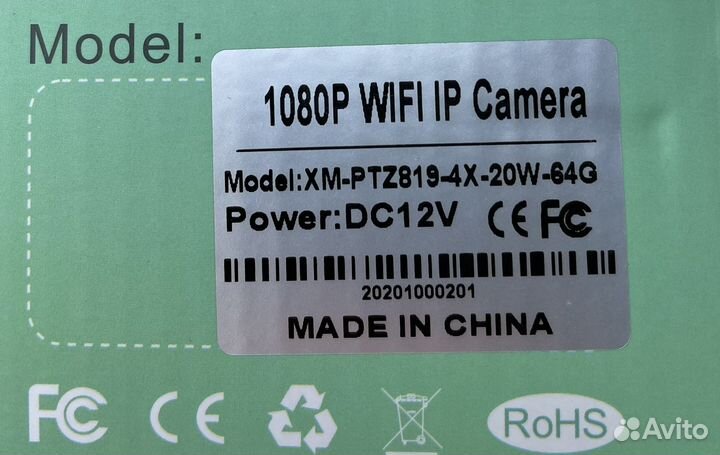 Model:
1080P WIFI IP Camera
Model:XM-PTZ819-4X-20W-64G
Power:DC12V CE FC
20201000201
MADE IN CHINA
FC CE RoHS
Avito